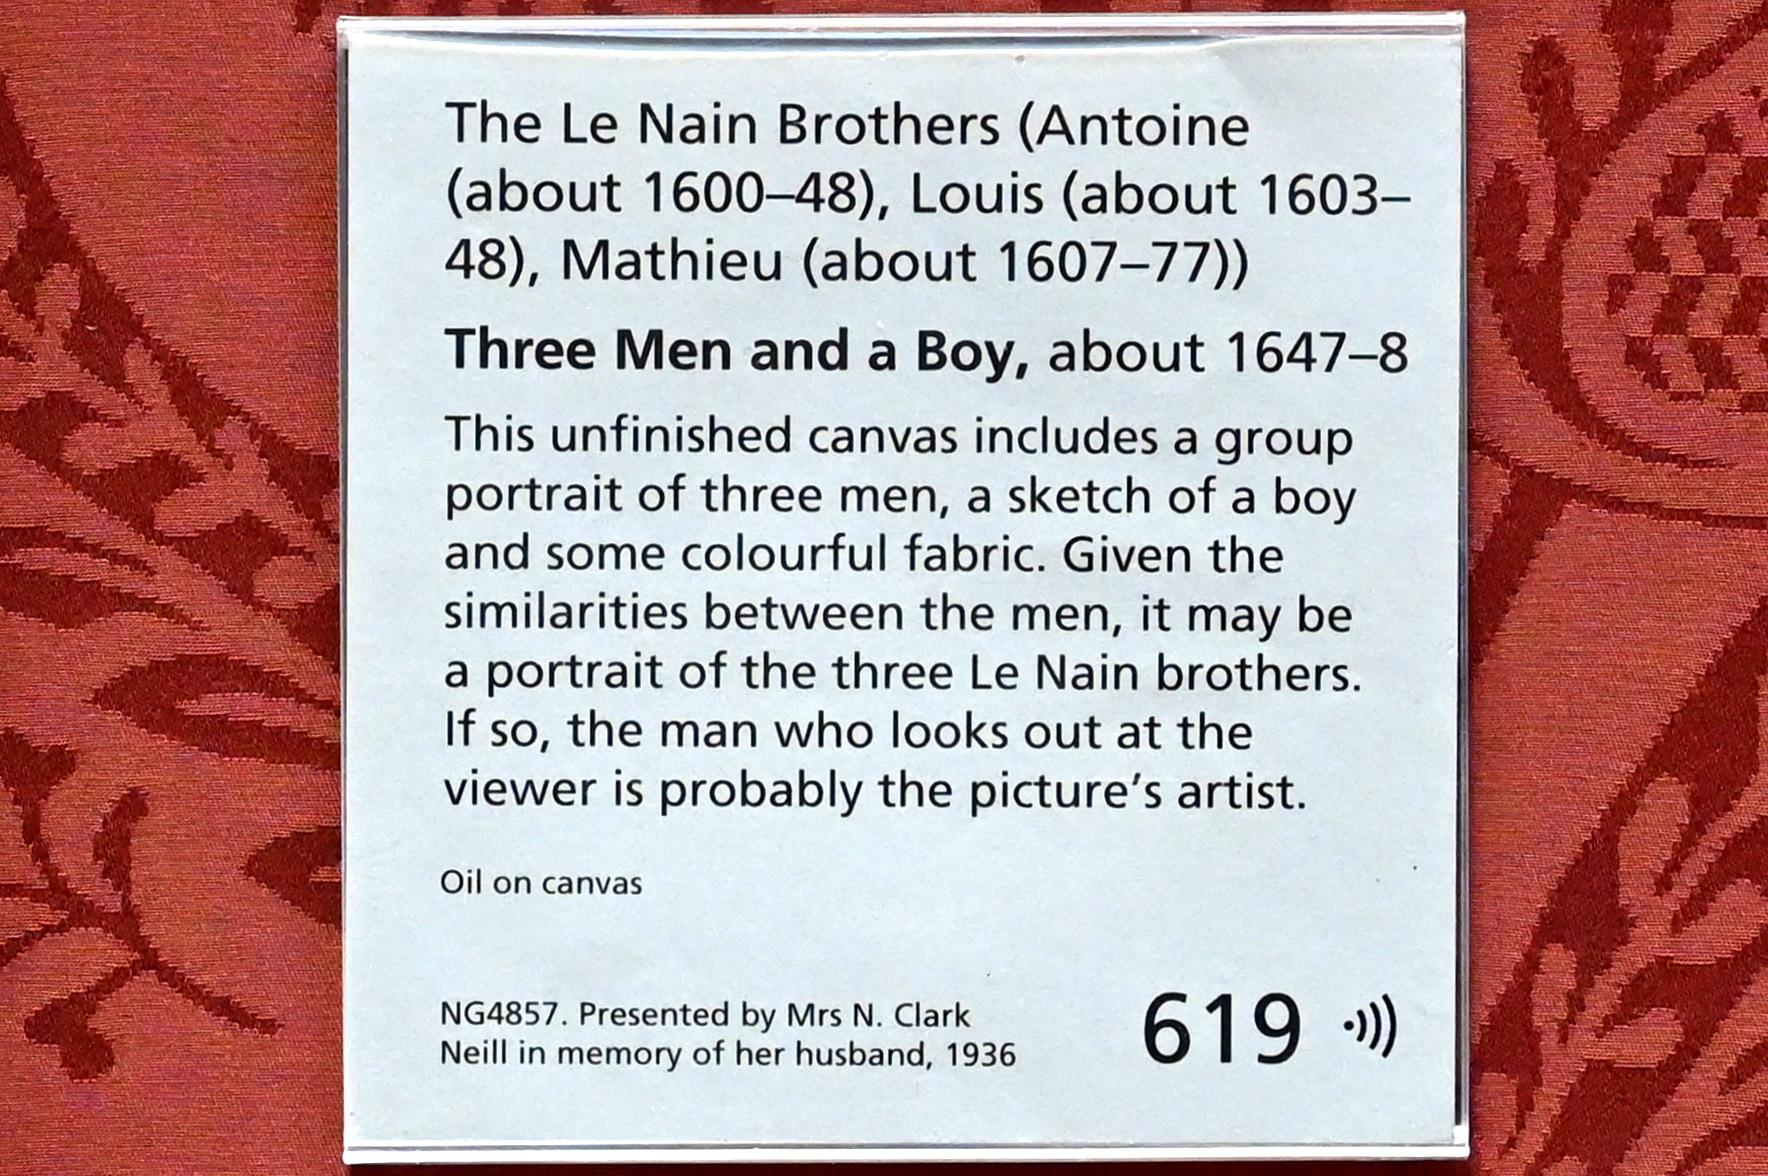 The Le Nain Brothers (Antoine
(about 1600–48), Louis (about 1603–
48), Mathieu (about 1607–77))
Three Men and a Boy, about 1647–8
This unfinished canvas includes a group
portrait of three men, a sketch of a boy
and some colourful fabric. Given the
similarities between the men, it may be
a portrait of the three Le Nain brothers.
If so, the man who looks out at the
viewer is probably the picture’s artist.
Oil on canvas
NG4857. Presented by Mrs N. Clark
Neill in memory of her husband, 1936
619